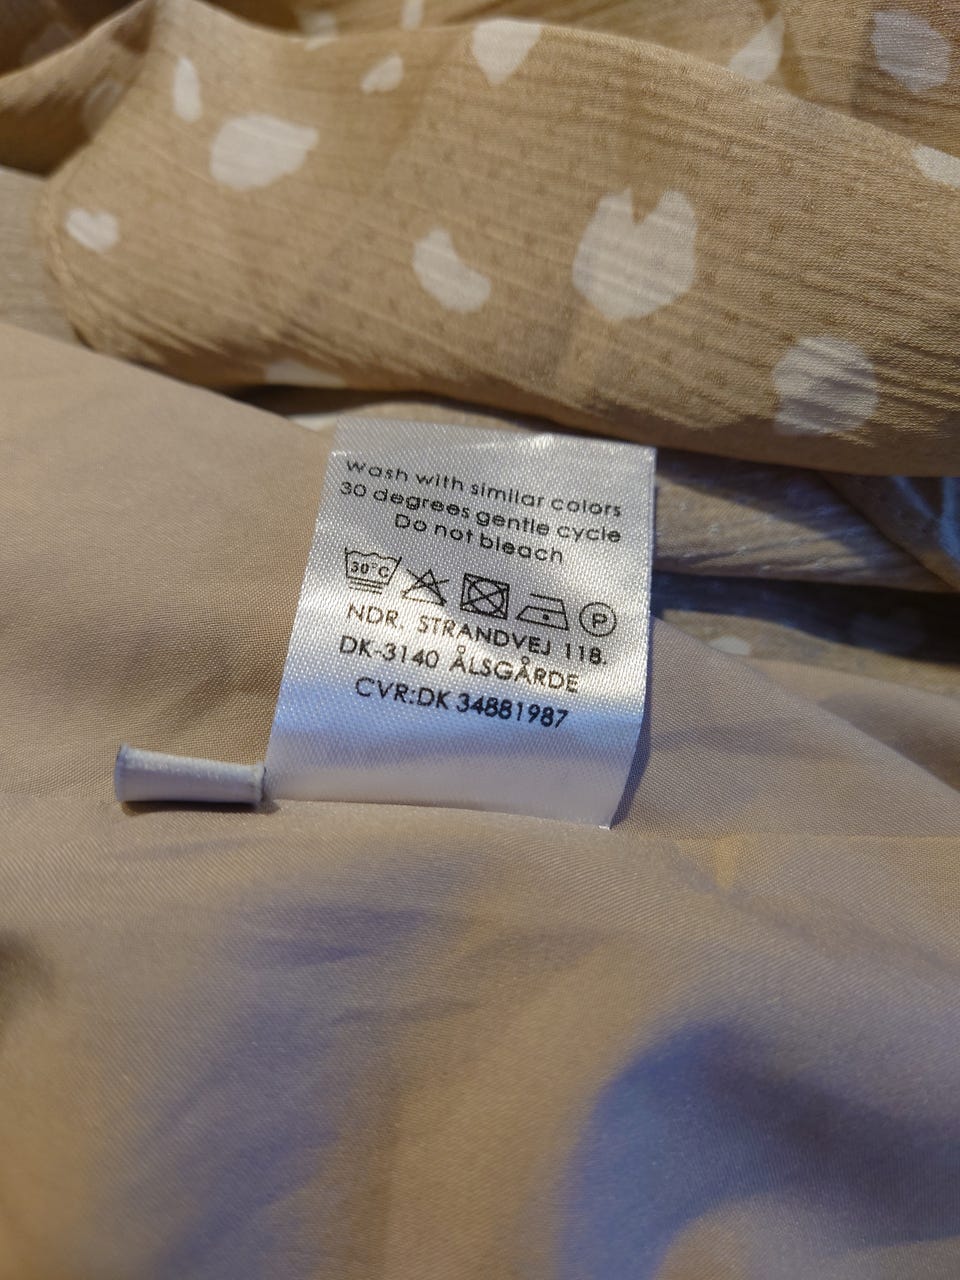 Wash with similar colors
30 degrees gentle cycle
Do not bleach
30°C P
NDR. STRANDVEJ 118.
DK-3140 ÅLSGÅRDE
CVR:DK 34881987